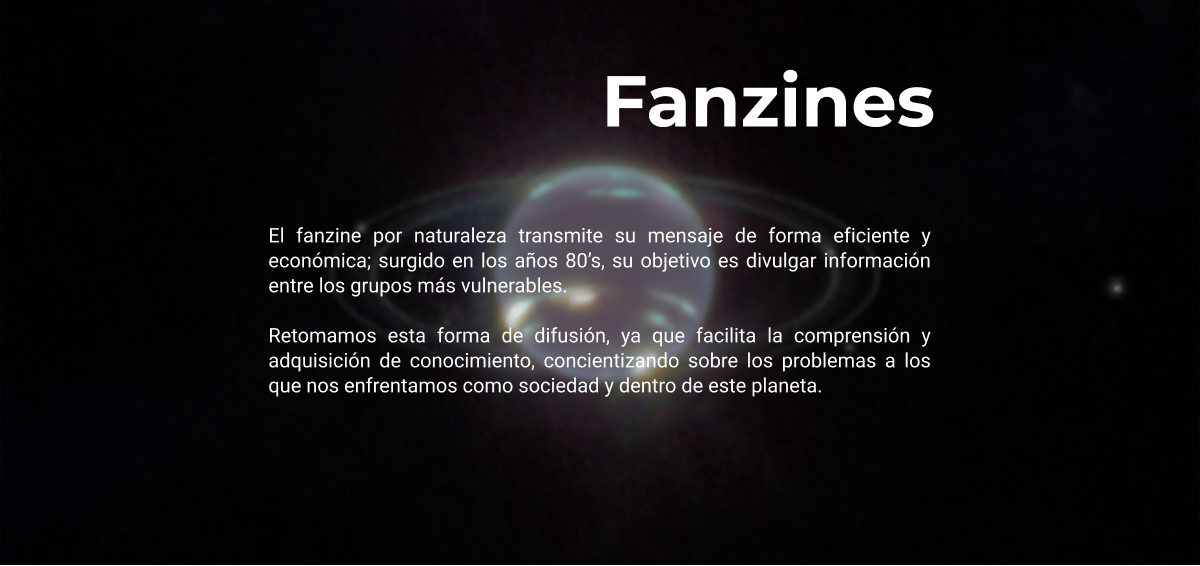 Fanzines
El fanzine por naturaleza transmite su mensaje de forma eficiente y
económica; surgido en los años 80’s, su objetivo es divulgar información
entre los grupos más vulnerables.
Retomamos esta forma de difusión, ya que facilita la comprensión y
adquisición de conocimiento, concientizando sobre los problemas a los
que nos enfrentamos como sociedad y dentro de este planeta.